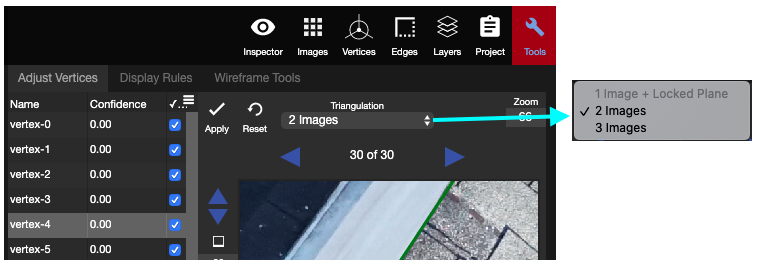 Inspector Images Vertices Edges Layers Project Tools
Adjust Vertices Display Rules Wireframe Tools
Name Confidence ✓...
Triangulation Zoom
Apply Reset 2 Images 66
vertex-0 0.00
vertex-1 0.00
30 of 30
vertex-2 0.00
vertex-3 0.00
vertex-4 0.00
vertex-5 0.00
1 Image + Locked Plane
✓ 2 Images
3 Images